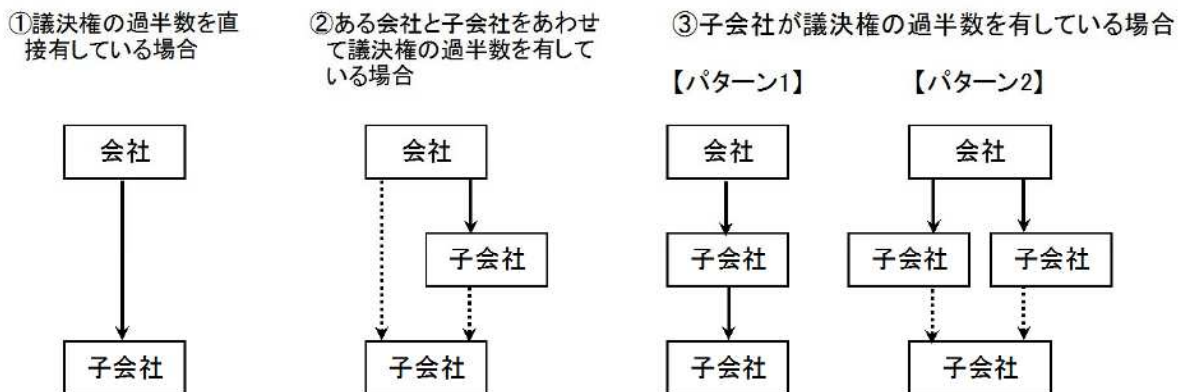 ①議決権の過半数を直
接有している場合
②ある会社と子会社をあわせ
て議決権の過半数を有して
いる場合
③子会社が議決権の過半数を有している場合
【パターン1】
【パターン2】
会社
会社
会社
会社
子会社
子会社
子会社
子会社
子会社
子会社
子会社
子会社